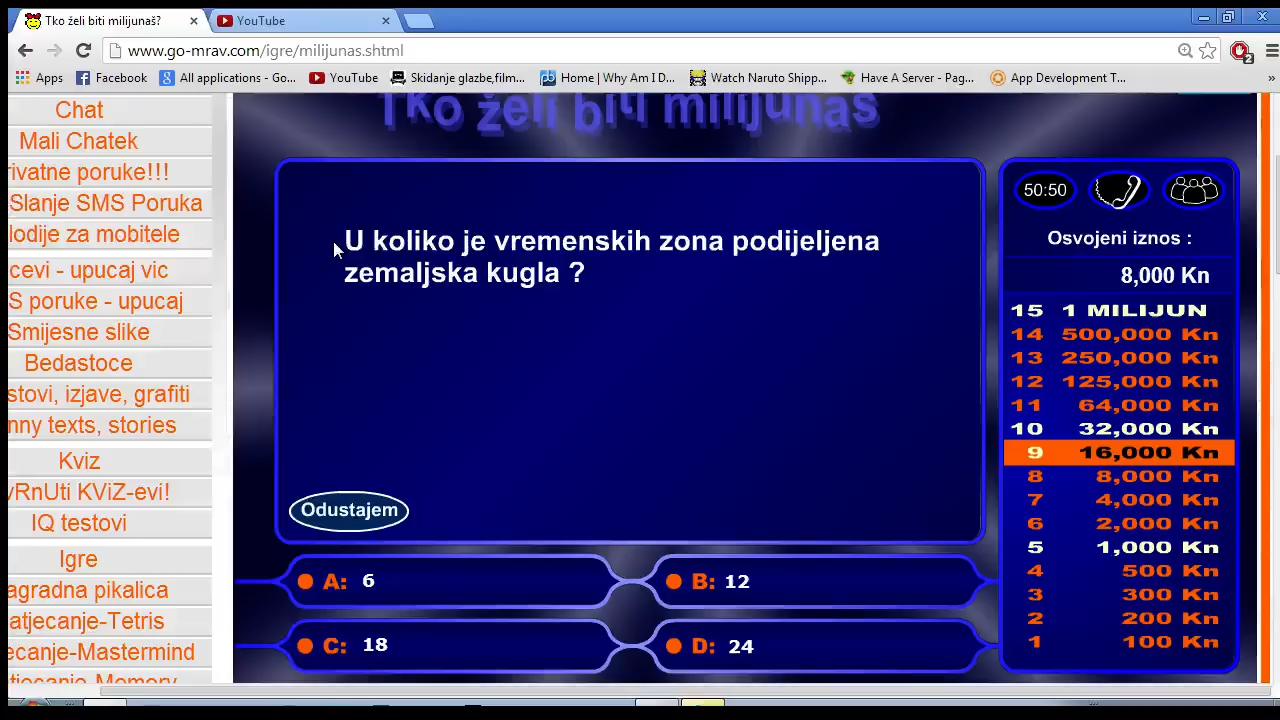 Tko želi biti milijunaš?
YouTube
www.go-mrav.com/igre/milijunas.shtml
2
Apps
Facebook
All applications - Go...
YouTube
Skidanje glazbe,film...
Home | Why Am I D...
Watch Naruto Shipp...
Have A Server - Pag...
App Development T...
»
Chat
Mali Chatek
rivatne poruke!!!
Slanje SMS Poruka
lodije za mobitele
cevi - upucaj vic
S poruke - upucaj
Smijesne slike
Bedastoce
stovi, izjave, grafiti
nny texts, stories
Kviz
vRnUti KViZ-evi!
IQ testovi
Igre
agradna pikalica
atjecanje-Tetris
ecanje-Mastermind
tjecanje-Memory
Tko želi biti milijunaš
U koliko je vremenskih zona podijeljena
zemaljska kugla ?
Odustajem
A: 6
B: 12
C: 18
D: 24
50:50
Osvojeni iznos :
8,000 Kn
15 1 MILIJUN
14 500,000 Kn
13 250,000 Kn
12 125,000 Kn
11 64,000 Kn
10 32,000 Kn
9 16,000 Kn
8 8,000 Kn
7 4,000 Kn
6 2,000 Kn
5 1,000 Kn
4 500 Kn
3 300 Kn
2 200 Kn
1 100 Kn